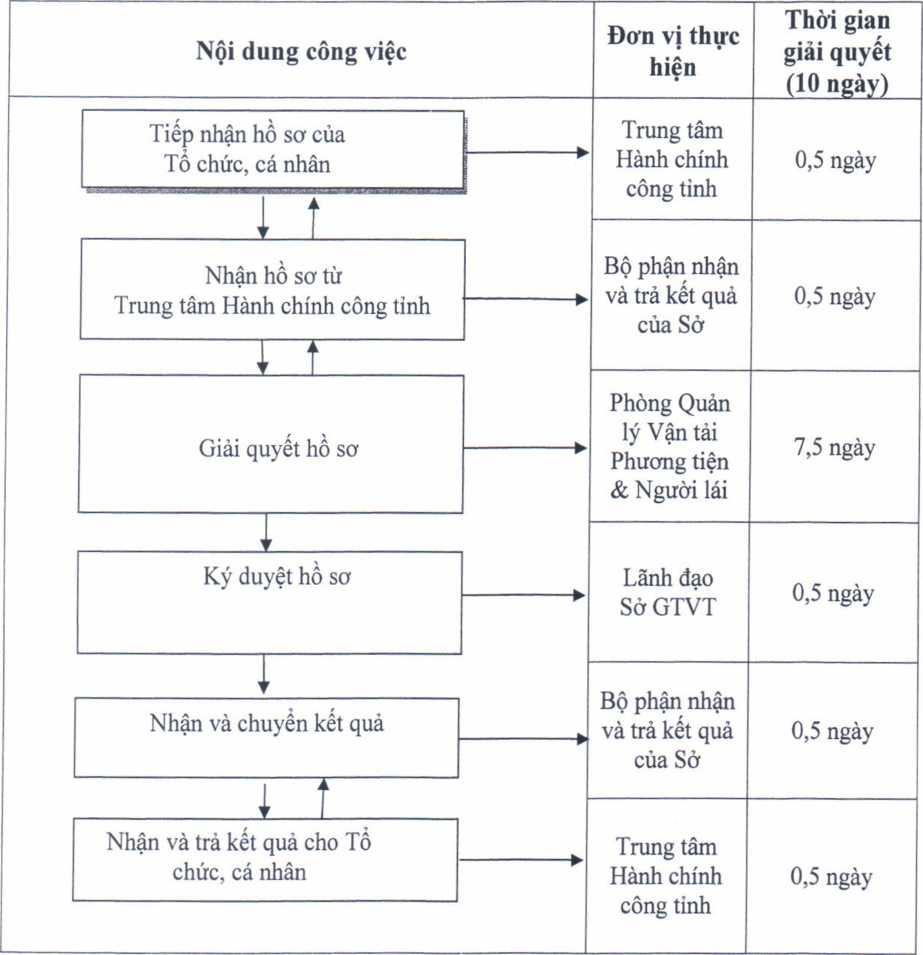 Nội dung công việc
Đơn vị thực
hiện
Thời gian
giải quyết
(10 ngày)
Tiếp nhận hồ sơ của
Tổ chức, cá nhân
Trung tâm
Hành chính
công tỉnh
0,5 ngày
Nhận hồ sơ từ
Trung tâm Hành chính công tỉnh
Bộ phận nhận
và trả kết quả
của Sở
0,5 ngày
Giải quyết hồ sơ
Phòng Quản
lý Vận tải
Phương tiện
& Người lái
7,5 ngày
Ký duyệt hồ sơ
Lãnh đạo
Sở GTVT
0,5 ngày
Nhận và chuyển kết quả
Bộ phận nhận
và trả kết quả
của Sở
0,5 ngày
Nhận và trả kết quả cho Tổ
chức, cá nhân
Trung tâm
Hành chính
công tỉnh
0,5 ngày